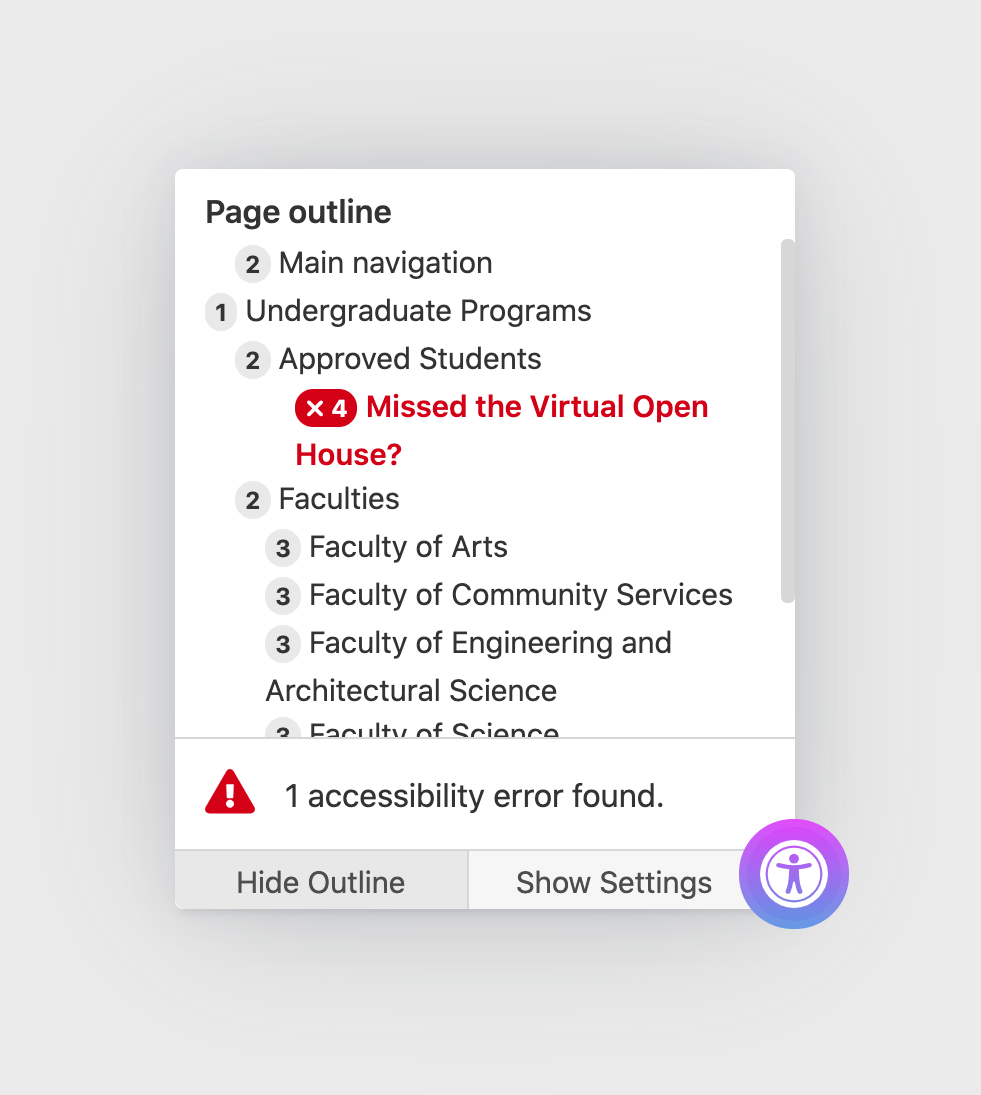 Page outline
2 Main navigation
1 Undergraduate Programs
2 Approved Students
× 4 Missed the Virtual Open
House?
2 Faculties
3 Faculty of Arts
3 Faculty of Community Services
3 Faculty of Engineering and
Architectural Science
3 Faculty of Science
1 accessibility error found.
Hide Outline
Show Settings